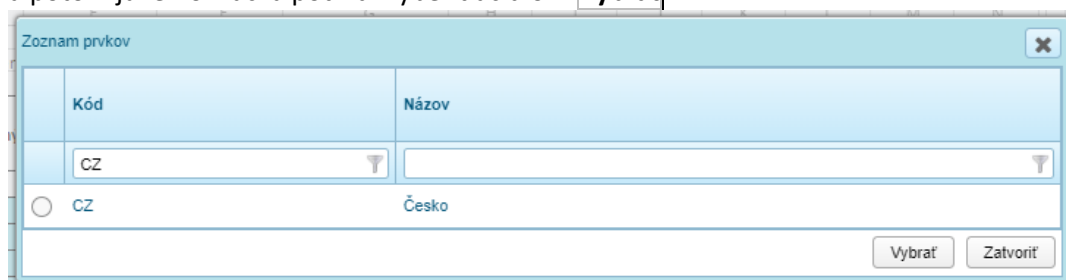 Zoznam prvkov
Kód Názov
CZ
CZ Česko
Vybrať Zatvoriť